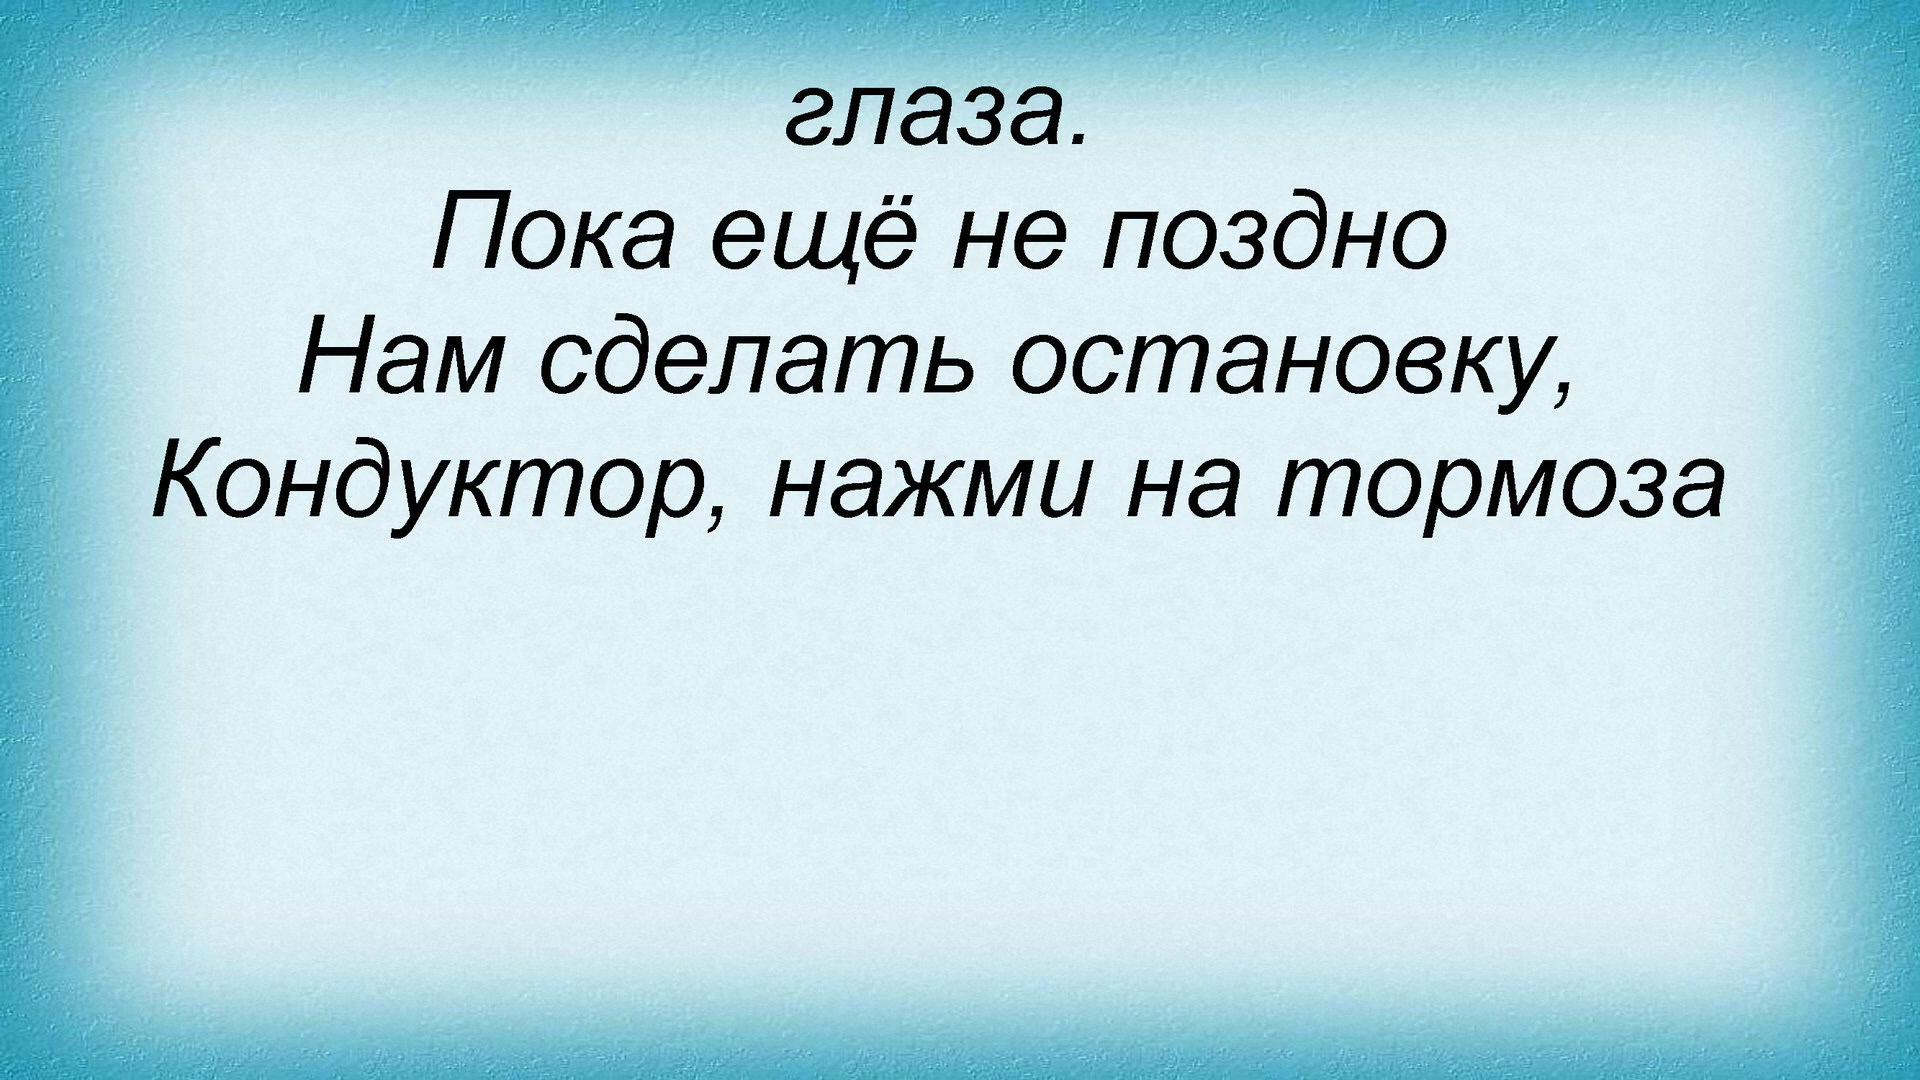 глаза.
Пока ещё не поздно
Нам сделать остановку,
Кондуктор, нажми на тормоза